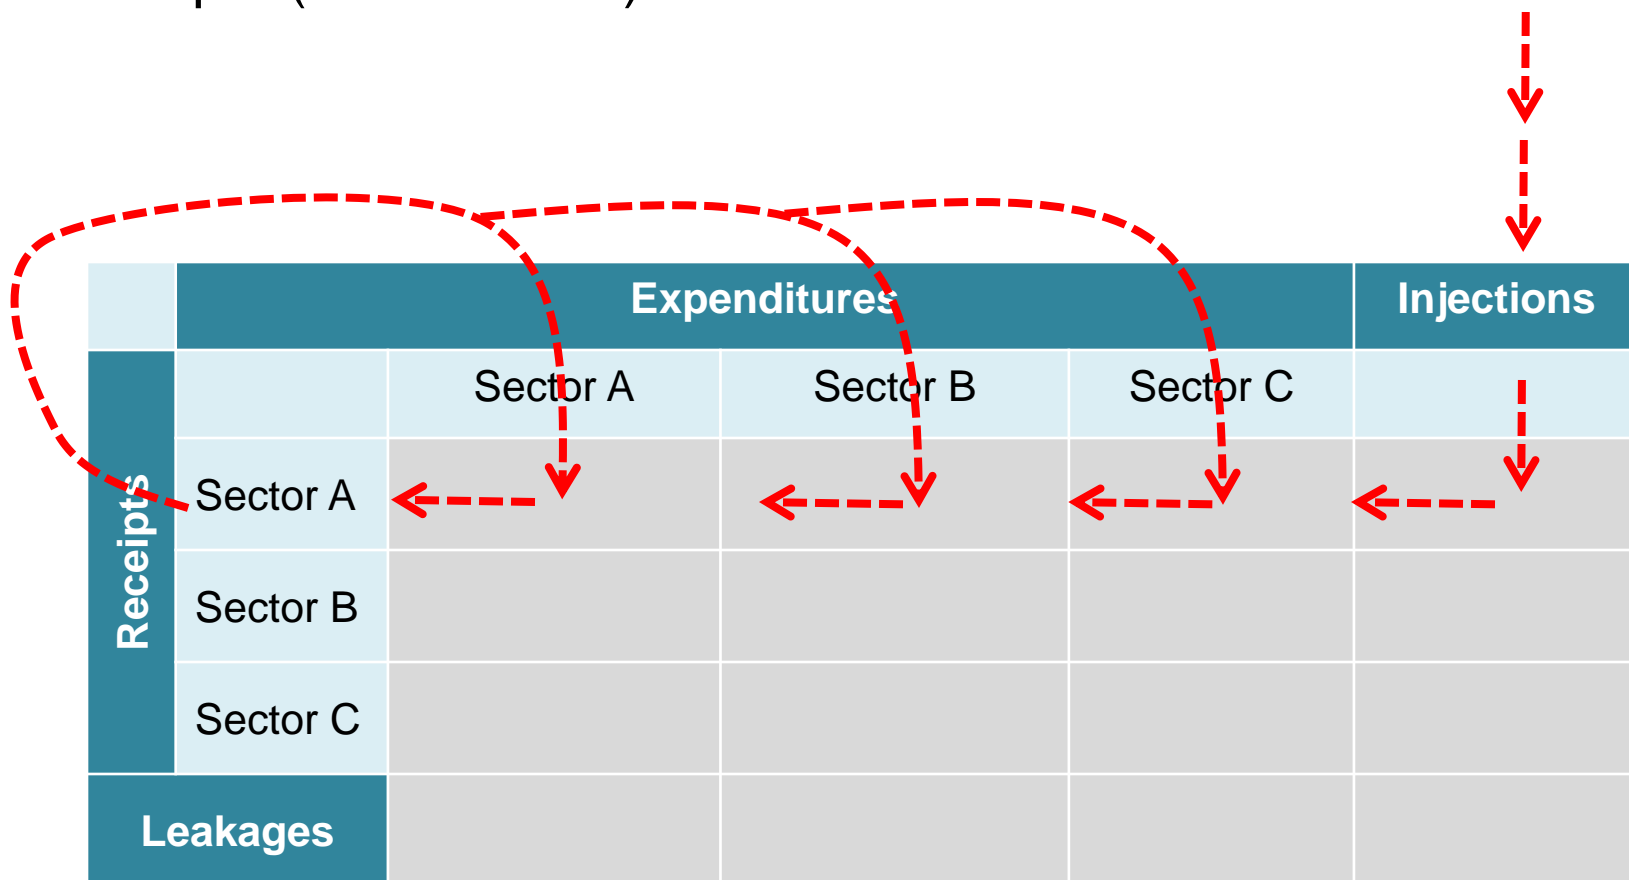 Expenditures Injections
Sector A Sector B Sector C
Receipts
Sector A
Sector B
Sector C
Leakages